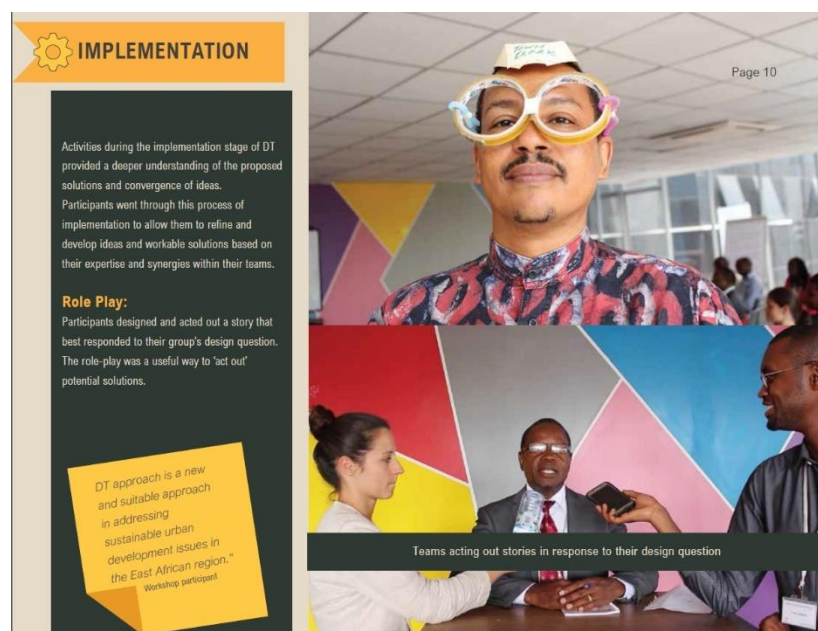 IMPLEMENTATION
Page 10
Activities during the implementation stage of DT
provided a deeper understanding of the proposed
solutions and convergence of ideas.
Participants went through this process of
implementation to allow them to refine and
develop ideas and workable solutions based on
their expertise and synergies within their teams.
Role Play:
Participants designed and acted out a story that
best responded to their group's design question.
The role-play was a useful way to 'act out'
potential solutions.
DT approach is a new
and suitable approach
in addressing
sustainable urban
development issues in
the East African region."
Workshop participant
TOWN
Teams acting out stories in response to their design question